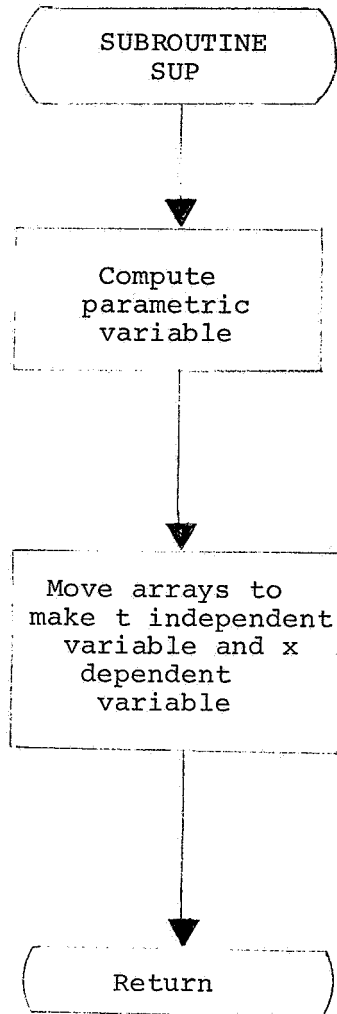 SUBROUTINE
SUP
Compute
parametric
variable
Move arrays to
make t independent
variable and x
dependent
variable
Return